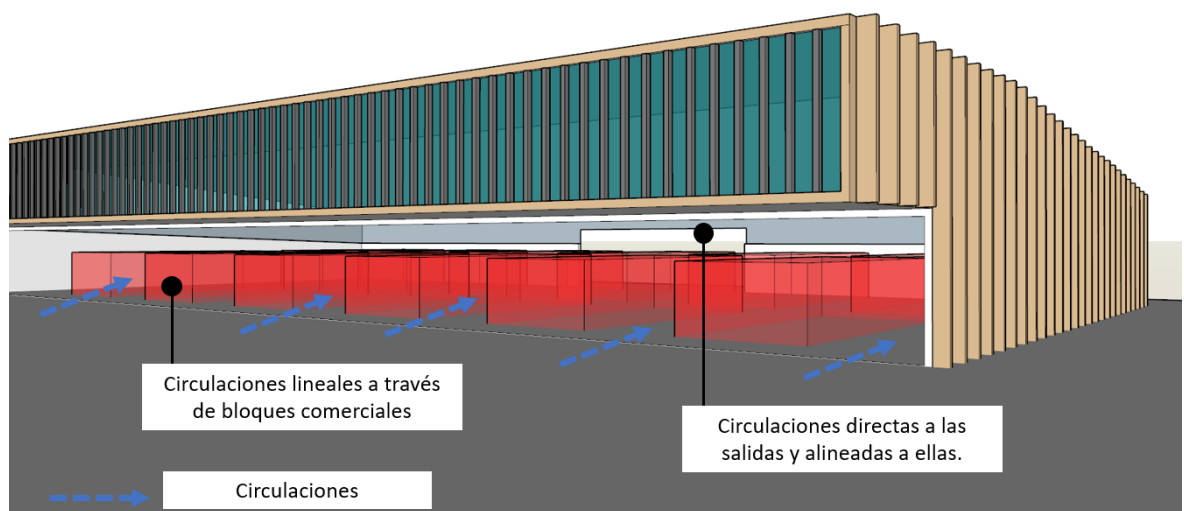 Circulaciones lineales a través
de bloques comerciales
Circulaciones directas a las
salidas y alineadas a ellas.
Circulaciones